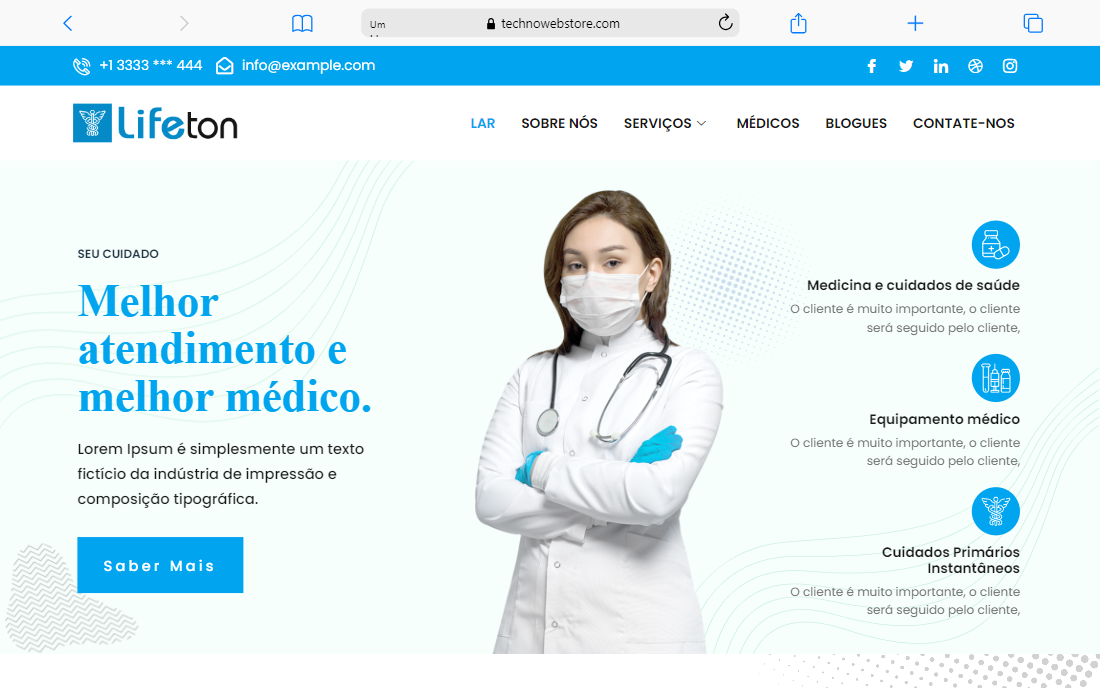 Um
technowebstore.com
+1 3333 *** 444
info@example.com
Lifeton
LAR
SOBRE NÓS
SERVIÇOS
MÉDICOS
BLOGUES
CONTATE-NOS
SEU CUIDADO
Melhor
atendimento e
melhor médico.
Lorem Ipsum é simplesmente um texto
fictício da indústria de impressão e
composição tipográfica.
Saber Mais
Medicina e cuidados de saúde
O cliente é muito importante, o cliente
será seguido pelo cliente,
Equipamento médico
O cliente é muito importante, o cliente
será seguido pelo cliente,
Cuidados Primários
Instantâneos
O cliente é muito importante, o cliente
será seguido pelo cliente,